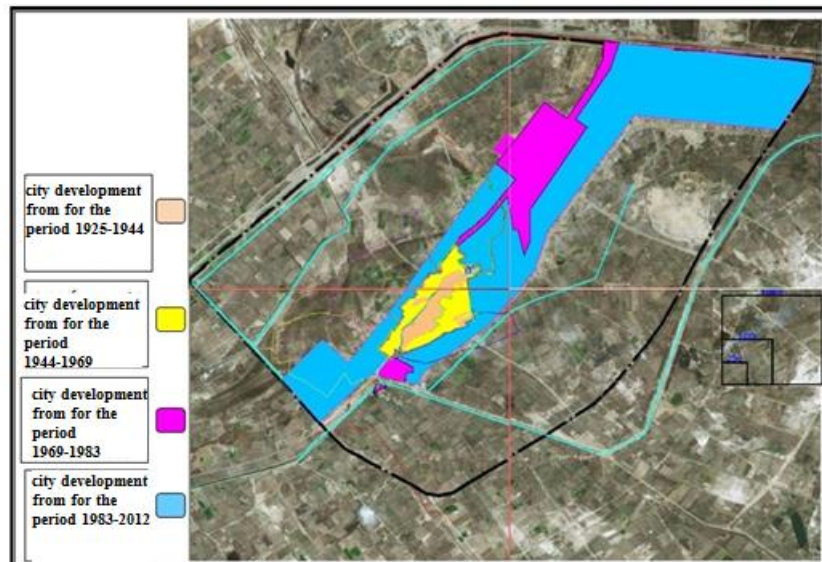 city development
from for the
period 1925-1944
city development
from for the
period
1944-1969
city development
from for the
period
1969-1983
city development
from for the
period 1983-2012